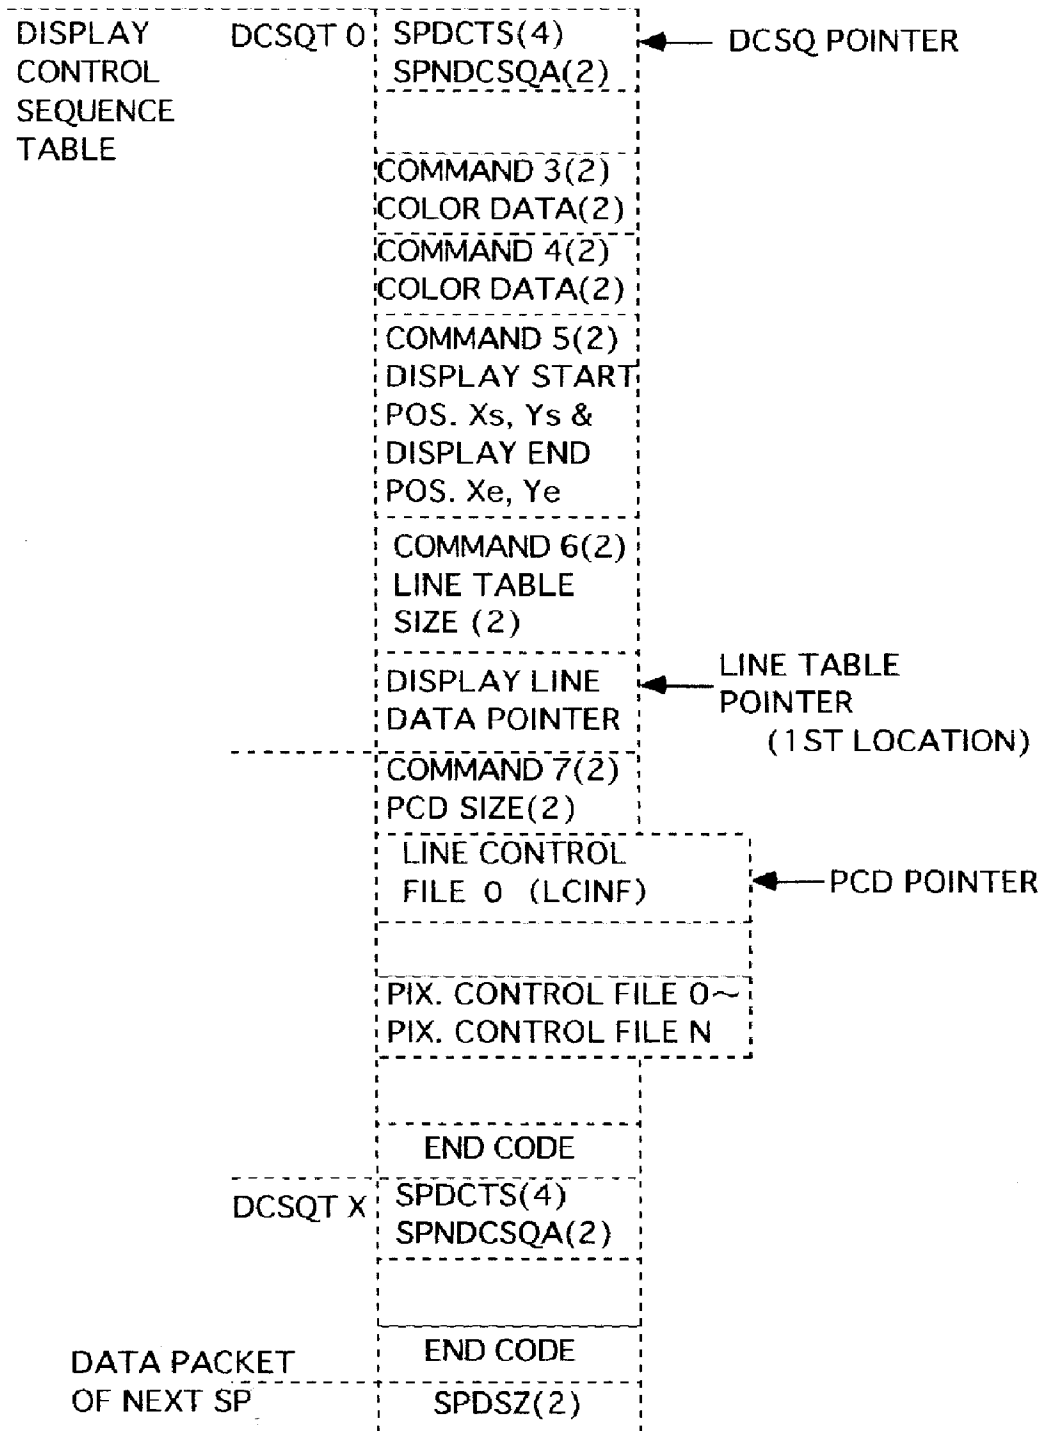 DISPLAY
CONTROL
SEQUENCE
TABLE
DCSQT 0
SPDCTS(4)
SPNDCSQA(2)
DCSQ POINTER
COMMAND 3(2)
COLOR DATA(2)
COMMAND 4(2)
COLOR DATA(2)
COMMAND 5(2)
DISPLAY START
POS. Xs, Ys &
DISPLAY END
POS. Xe, Ye
COMMAND 6(2)
LINE TABLE
SIZE (2)
DISPLAY LINE
DATA POINTER
LINE TABLE
POINTER
(1ST LOCATION)
COMMAND 7(2)
PCD SIZE(2)
LINE CONTROL
FILE 0 (LCINF)
PCD POINTER
PIX. CONTROL FILE 0~
PIX. CONTROL FILE N
END CODE
DCSQT X
SPDCTS(4)
SPNDCSQA(2)
END CODE
DATA PACKET
OF NEXT SP
SPDSZ(2)